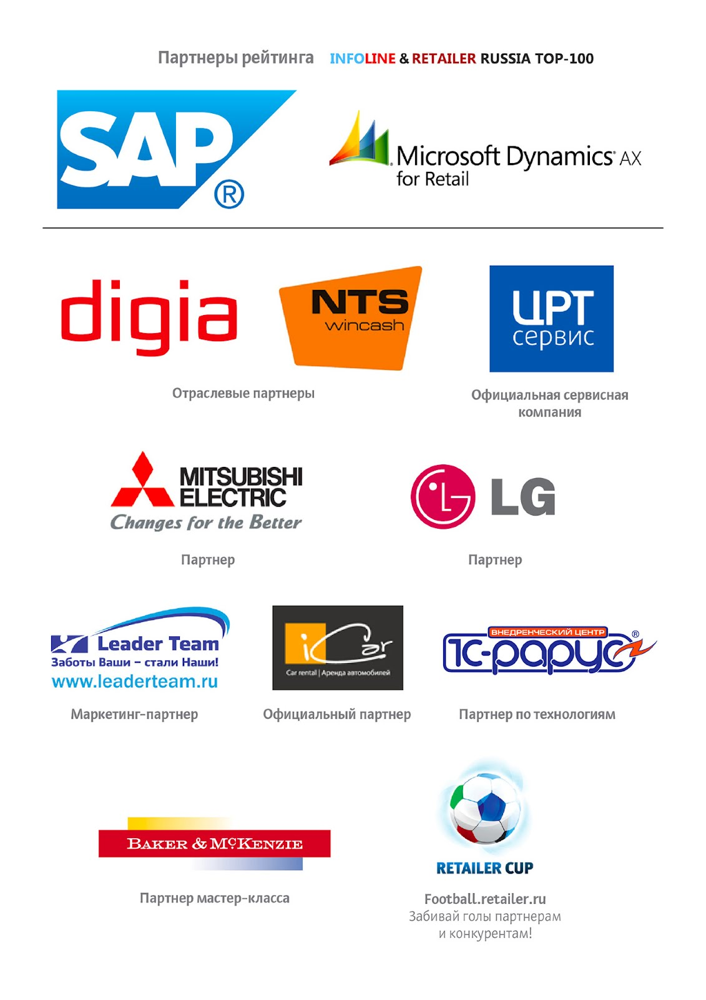 Партнеры рейтинга INFOLINE & RETAILER RUSSIA TOP-100
SAP®
Microsoft Dynamics® AX
for Retail
digia
NTS
wincash
ЦРТ
сервис
Отраслевые партнеры
Официальная сервисная
компания
MITSUBISHI
ELECTRIC
Changes for the Better
LG
LG
Партнер
Партнер
Leader Team
Заботы Ваши – стали Наши!
www.leaderteam.ru
iCar
Car rental | Аренда автомобилей
ВНЕДРЕНЧЕСКИЙ ЦЕНТР
1С-рарус®
Маркетинг-партнер
Официальный партнер
Партнер по технологиям
BAKER & MCKENZIE
Партнер мастер-класса
RETAILER CUP
Football.retailer.ru
Забивай голы партнерам
и конкурентам!